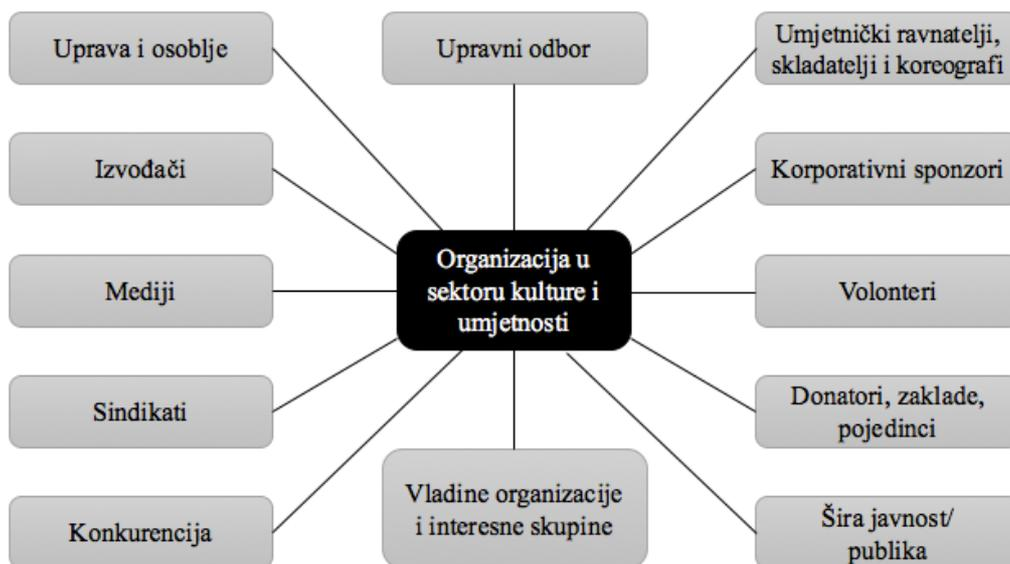 Uprava i osoblje
Upravni odbor
Umjetnički ravnatelji,
skladatelji i koreografi
Izvođači
Korporativni sponzori
Organizacija u
sektoru kulture i
umjetnosti
Mediji
Volonteri
Sindikati
Donatori, zaklade,
pojedinci
Konkurencija
Vladine organizacije
i interesne skupine
Šira javnost/
publika